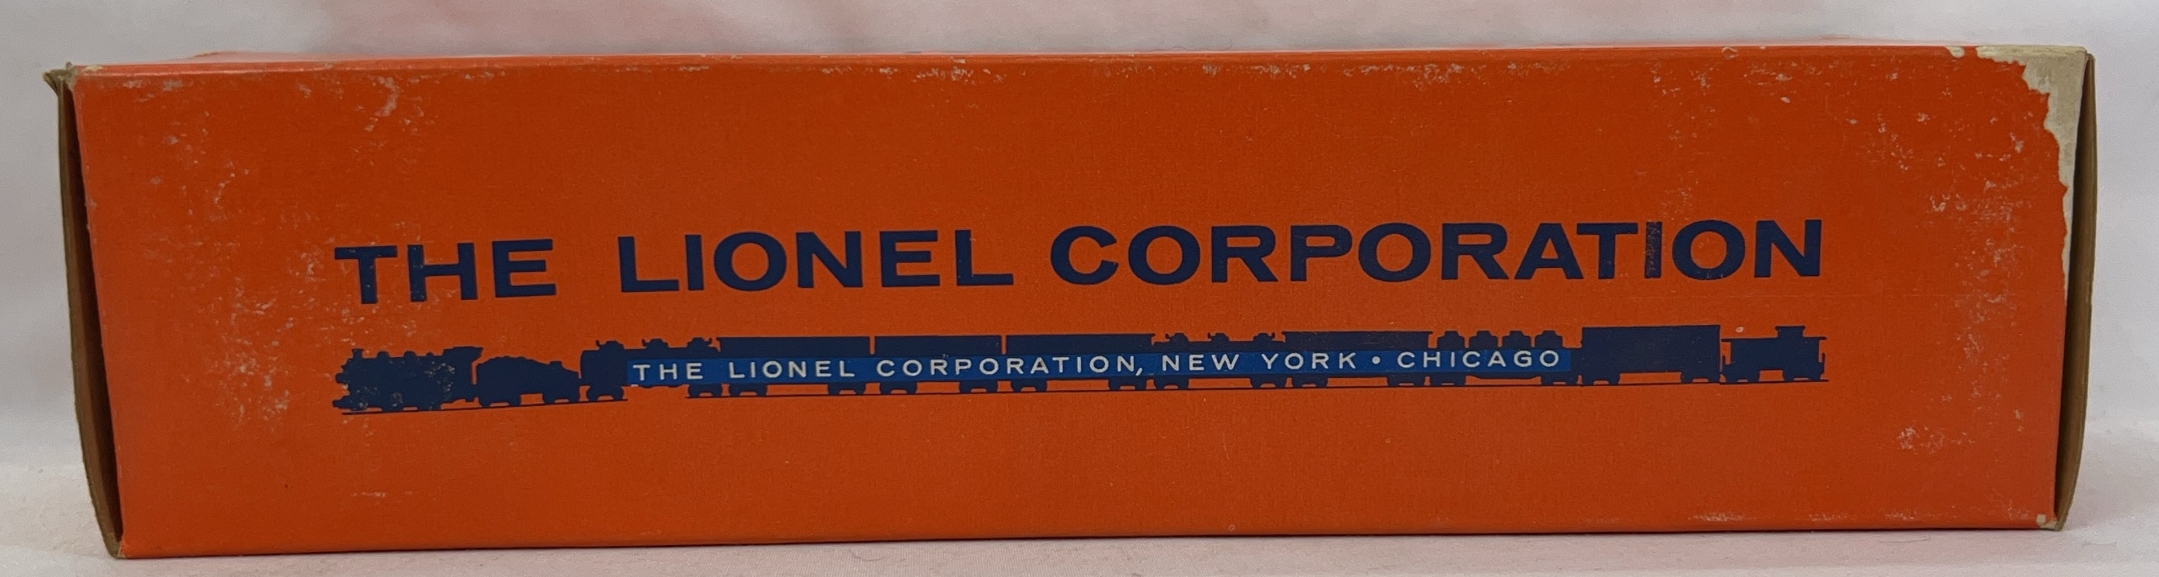 THE LIONEL CORPORATION
THE LIONEL CORPORATION, NEW YORK • CHICAGO